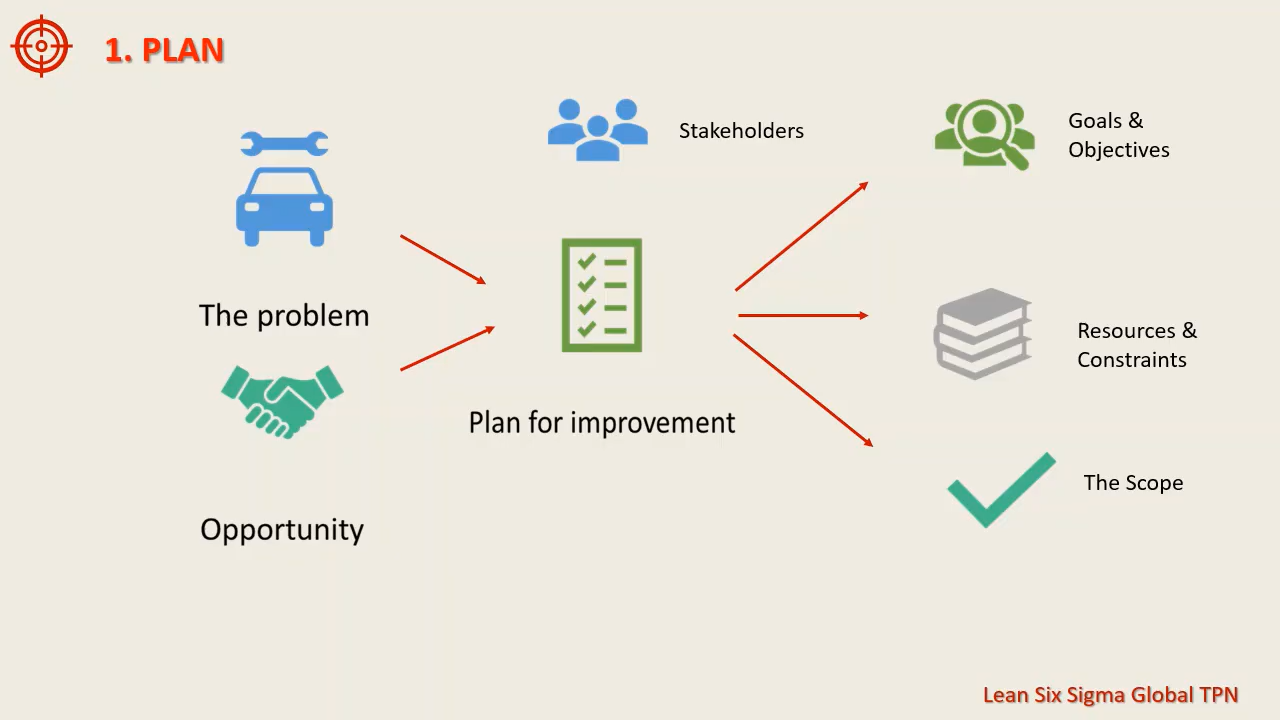 1. PLAN
The problem
Opportunity
Stakeholders
Plan for improvement
Goals &
Objectives
Resources &
Constraints
The Scope
Lean Six Sigma Global TPN